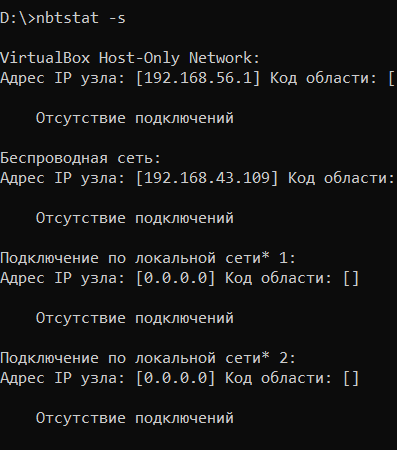 D:\>nbtstat -s
VirtualBox Host-Only Network:
Адрес IP узла: [192.168.56.1] Код области: [
Отсутствие подключений
Беспроводная сеть:
Адрес IP узла: [192.168.43.109] Код области:
Отсутствие подключений
Подключение по локальной сети* 1:
Адрес IP узла: [0.0.0.0] Код области: []
Отсутствие подключений
Подключение по локальной сети* 2:
Адрес IP узла: [0.0.0.0] Код области: []
Отсутствие подключений